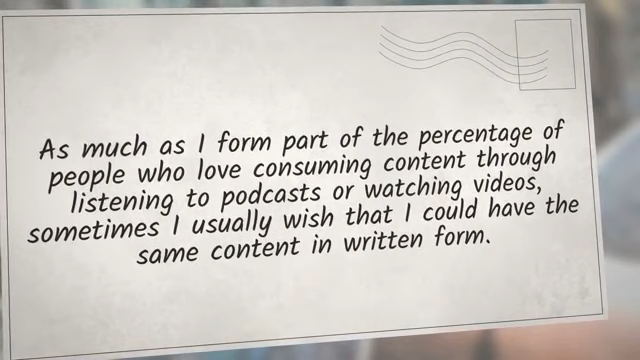 As much as I form part of the percentage of
people who love consuming content through
listening to podcasts or watching videos,
sometimes I usually wish that I could have the
same content in written form.